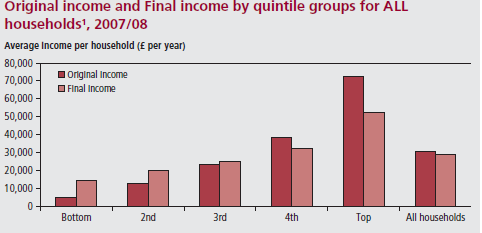 Original income and Final income by quintile groups for ALL
households¹, 2007/08
Average Income per household (£ per year)
80,000
70,000
60,000
50,000
40,000
30,000
20,000
10,000
0
Original Income
Final Income
Bottom 2nd 3rd 4th Top All households